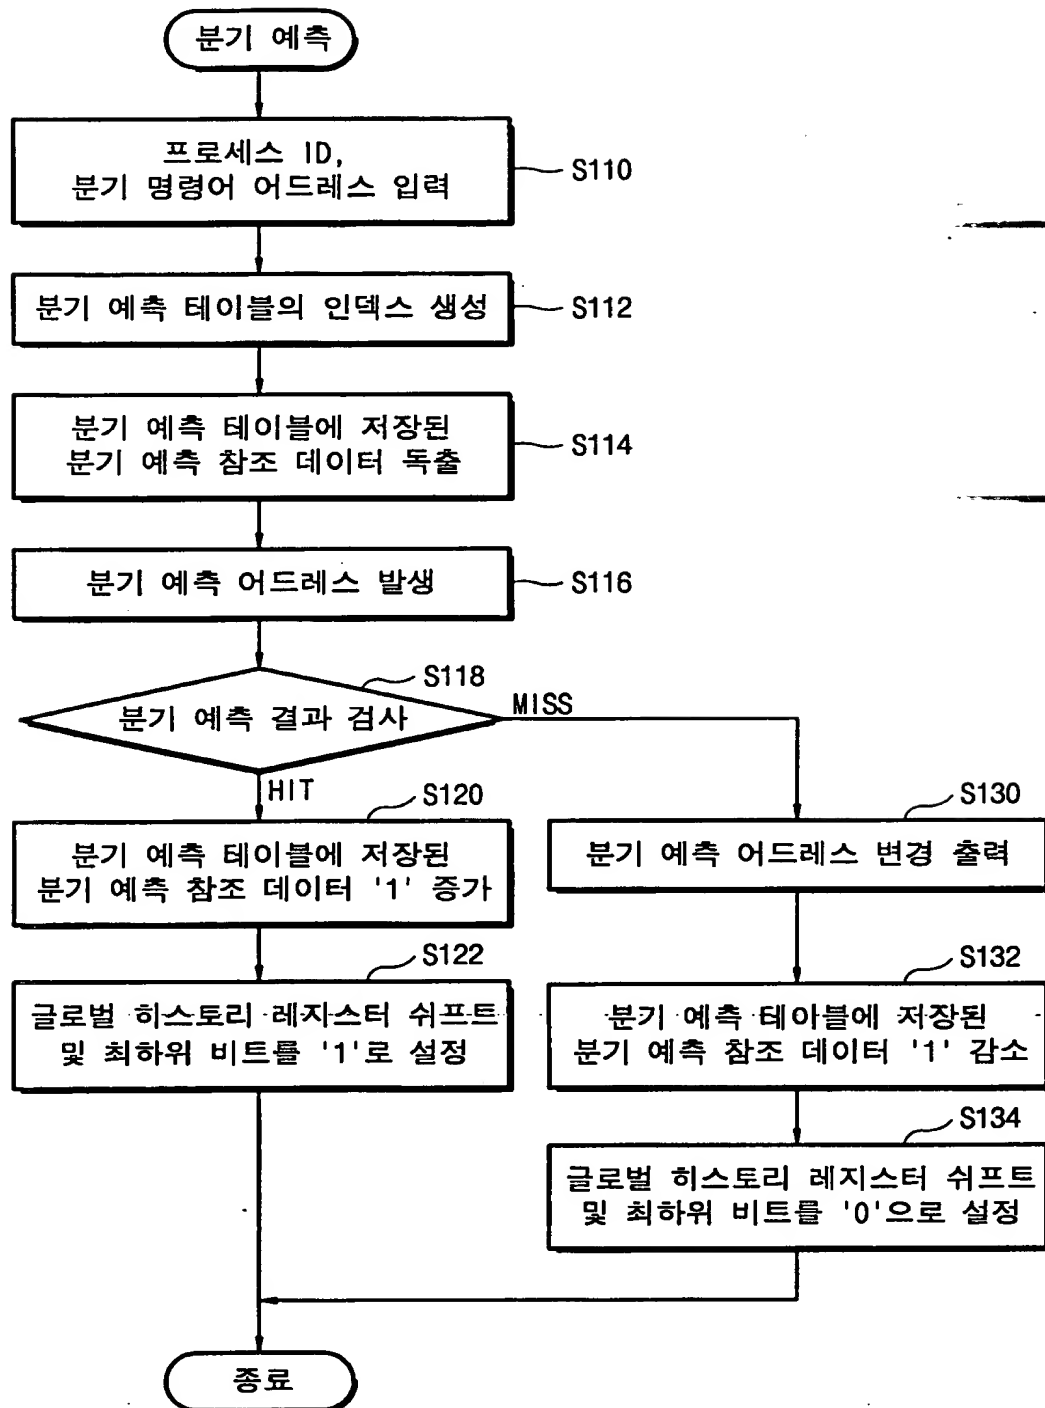 분기 예측
프로세스 ID,
분기 명령어 어드레스 입력
S110
분기 예측 테이블의 인덱스 생성
S112
분기 예측 테이블에 저장된
분기 예측 참조 데이터 독출
S114
분기 예측 어드레스 발생
S116
S118
분기 예측 결과 검사
MISS
HIT
S120
분기 예측 테이블에 저장된
분기 예측 참조 데이터 '1' 증가
S122
글로벌 히스토리 레지스터 쉬프트
및 최하위 비트를 '1'로 설정
S130
분기 예측 어드레스 변경 출력
S132
분기 예측 테이블에 저장된
분기 예측 참조 데이터 '1' 감소
S134
글로벌 히스토리 레지스터 쉬프트
및 최하위 비트를 '0'으로 설정
종료